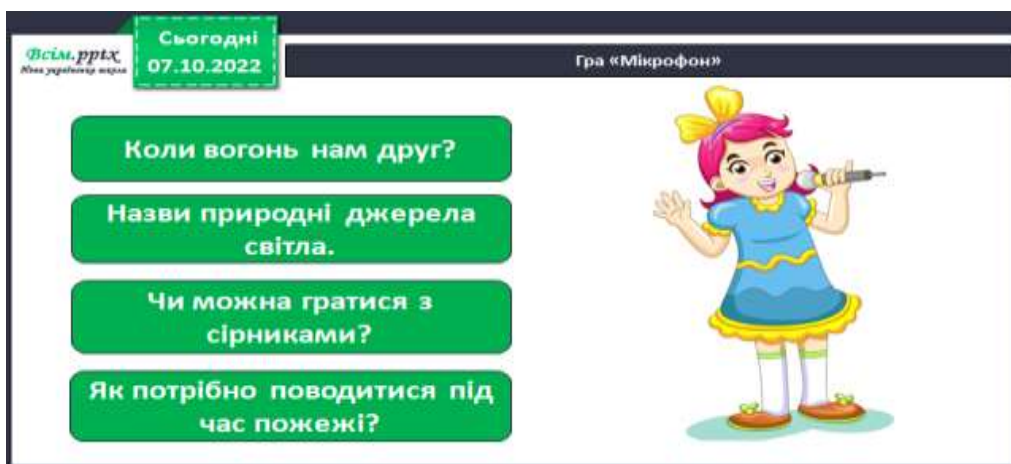 Сьогодні
07.10.2022
Всім.pptx
Нова українська школа
Гра «Мікрофон»
Коли вогонь нам друг?
Назви природні джерела
світла.
Чи можна гратися з
сірниками?
Як потрібно поводитися під
час пожежі?